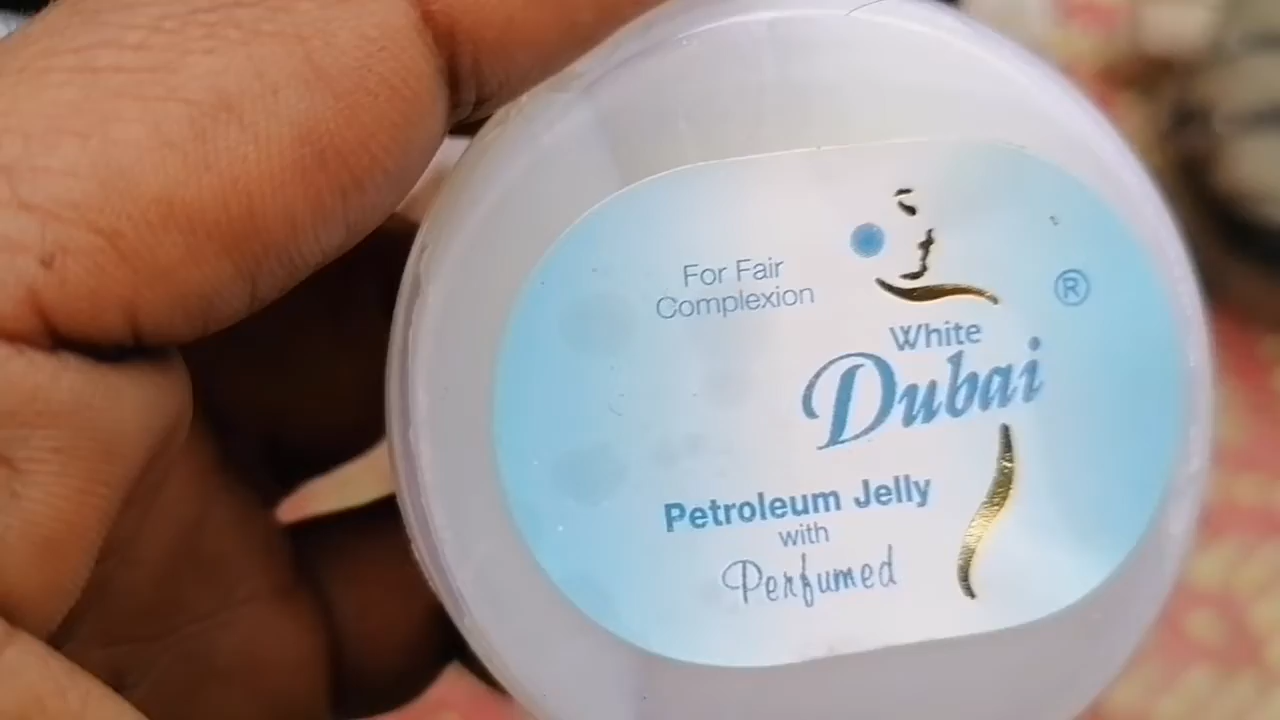 For Fair
Complexion
®
White
Dubai
Petroleum Jelly
with
Perfumed